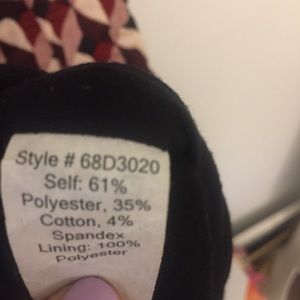 Style # 68D3020
Self: 61%
Polyester, 35%
Cotton, 4%
Spandex
Lining: 100%
Polyester